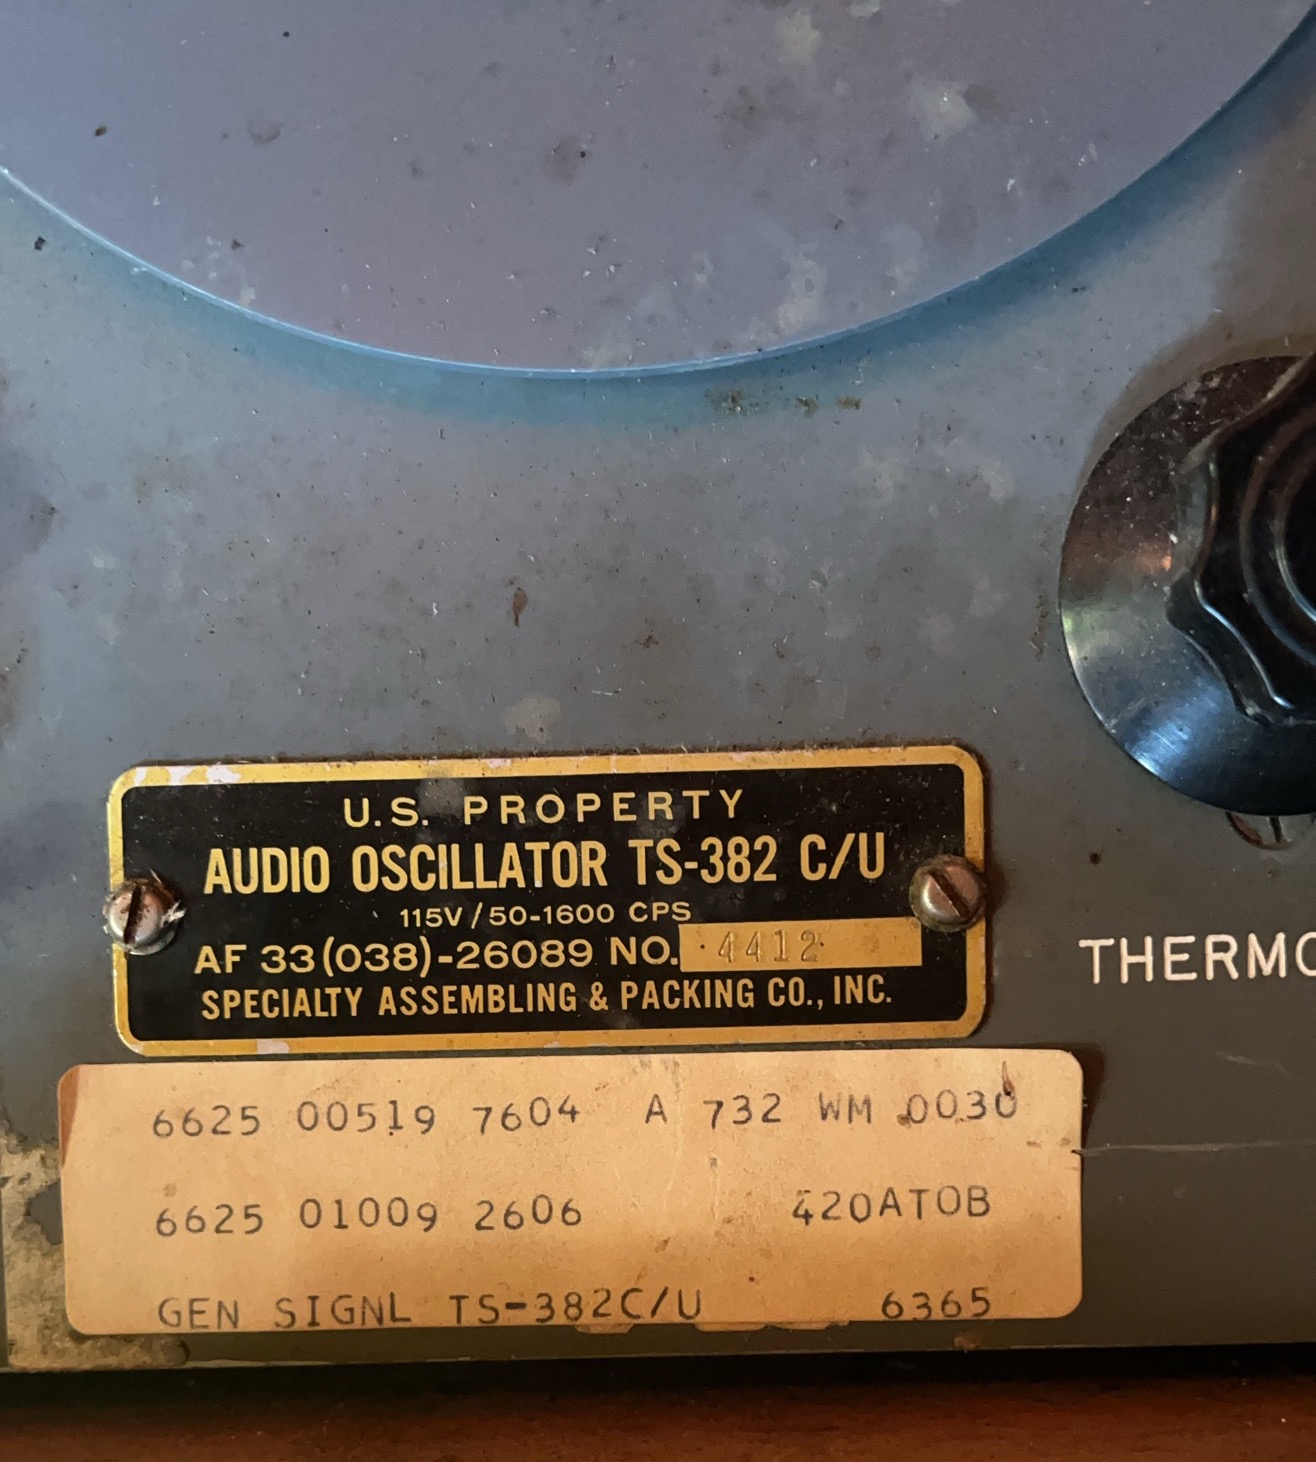 U.S. PROPERTY
AUDIO OSCILLATOR TS-382 C/U
115V/50-1600 CPS
AF 33(038)-26089 NO. 4412
SPECIALTY ASSEMBLING & PACKING CO., INC.
THERMO
6625 00519 7604 A 732 WM 0030
6625 01009 2606 420ATOB
GEN SIGNL TS-382C/U 6365